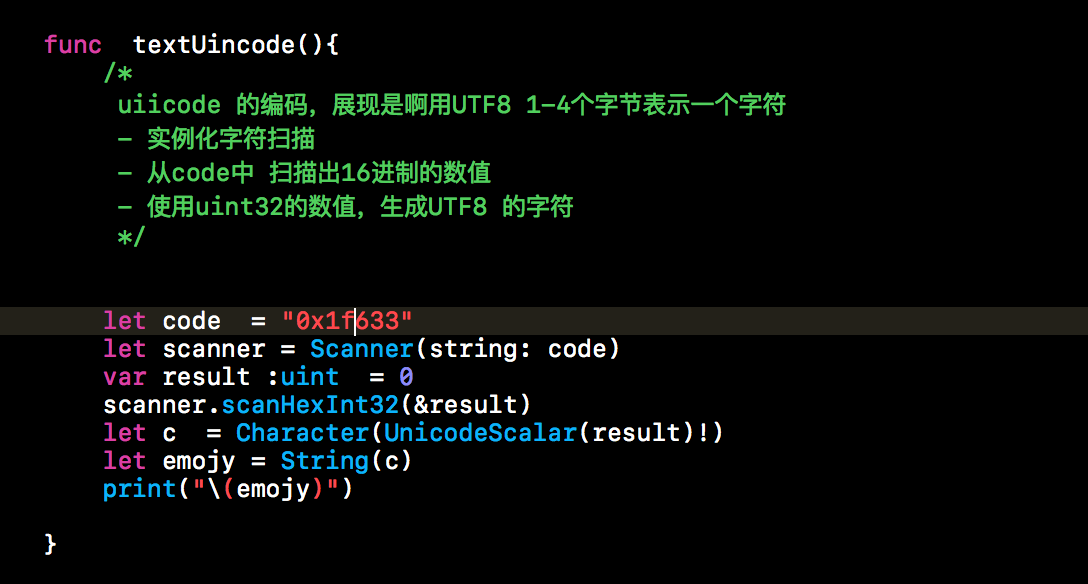 func  textUincode(){
/*
uiicode 的编码，展现是啊用UTF8 1-4个字节表示一个字符
- 实例化字符扫描
- 从code中 扫描出16进制的数值
- 使用uint32的数值，生成UTF8 的字符
*/
let code  = "0x1f633"
let scanner = Scanner(string: code)
var result :uint  = 0
scanner.scanHexInt32(&result)
let c  = Character(UnicodeScalar(result)!)
let emojy = String(c)
print("\(emojy)")
}